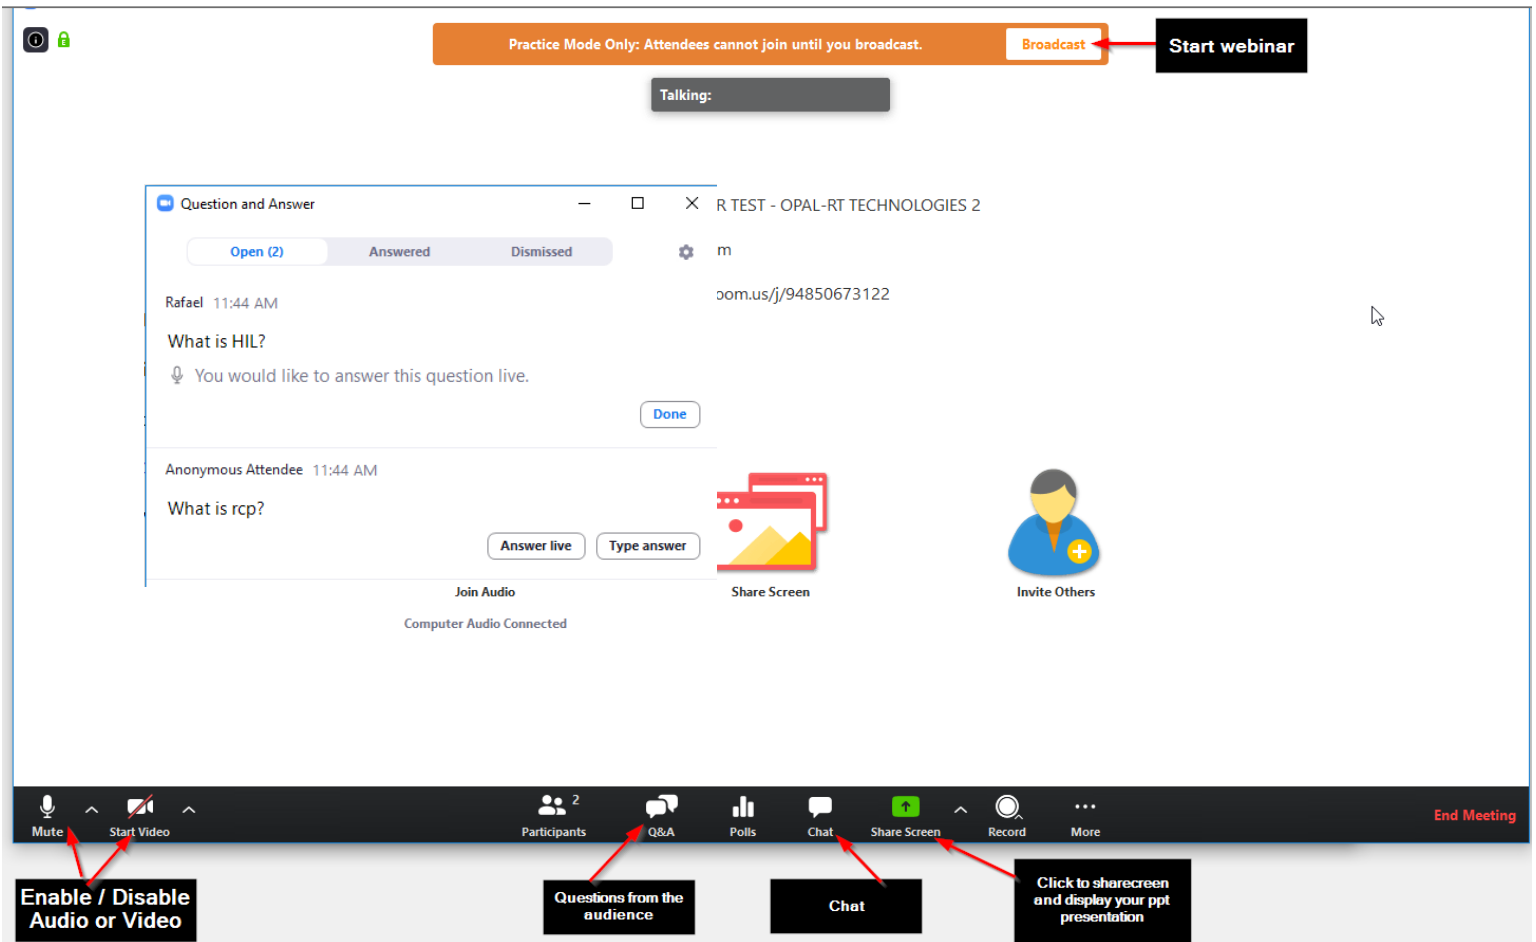 Practice Mode Only: Attendees cannot join until you broadcast.
Broadcast
Start webinar
Talking:
Question and Answer
R TEST - OPAL-RT TECHNOLOGIES 2
Open (2)
Answered
Dismissed
m
Rafael 11:44 AM
oom.us/j/94850673122
What is HIL?
You would like to answer this question live.
Done
Anonymous Attendee 11:44 AM
What is rcp?
Answer live
Type answer
Join Audio
Share Screen
Invite Others
Computer Audio Connected
2
Mute
Start Video
Participants
Q&A
Polls
Chat
Share Screen
Record
More
End Meeting
Enable / Disable
Audio or Video
Questions from the
audience
Chat
Click to sharecreen
and display your ppt
presentation